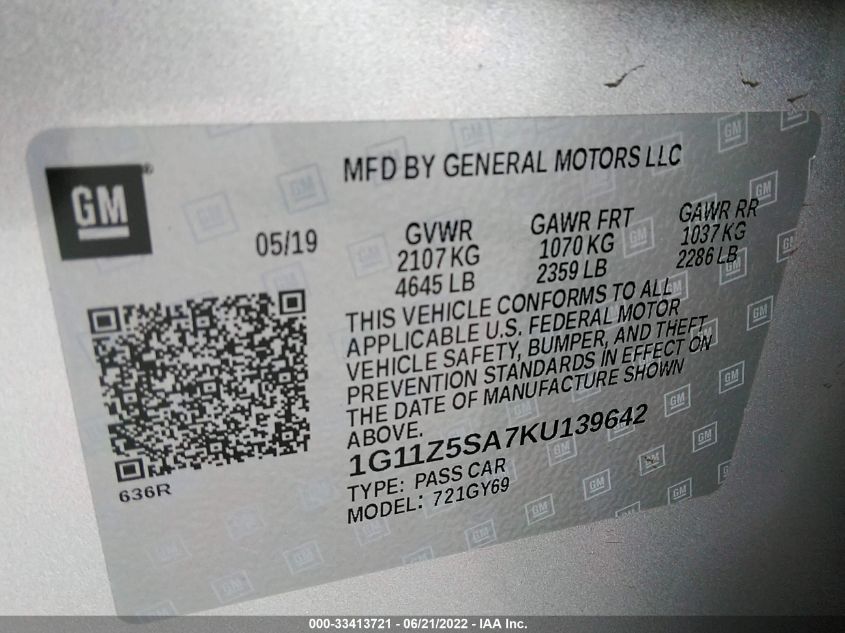 GM
MFD BY GENERAL MOTORS LLC
05/19
GVWR GAWR FRT GAWR RR
2107 KG 1070 KG 1037 KG
4645 LB 2359 LB 2286 LB
THIS VEHICLE CONFORMS TO ALL
APPLICABLE U.S. FEDERAL MOTOR
VEHICLE SAFETY, BUMPER, AND THEFT
PREVENTION STANDARDS IN EFFECT ON
THE DATE OF MANUFACTURE SHOWN
ABOVE.
1G11Z5SA7KU139642
TYPE: PASS CAR
MODEL: 721GY69
636R
000-33413721 - 06/21/2022 - IAA Inc.